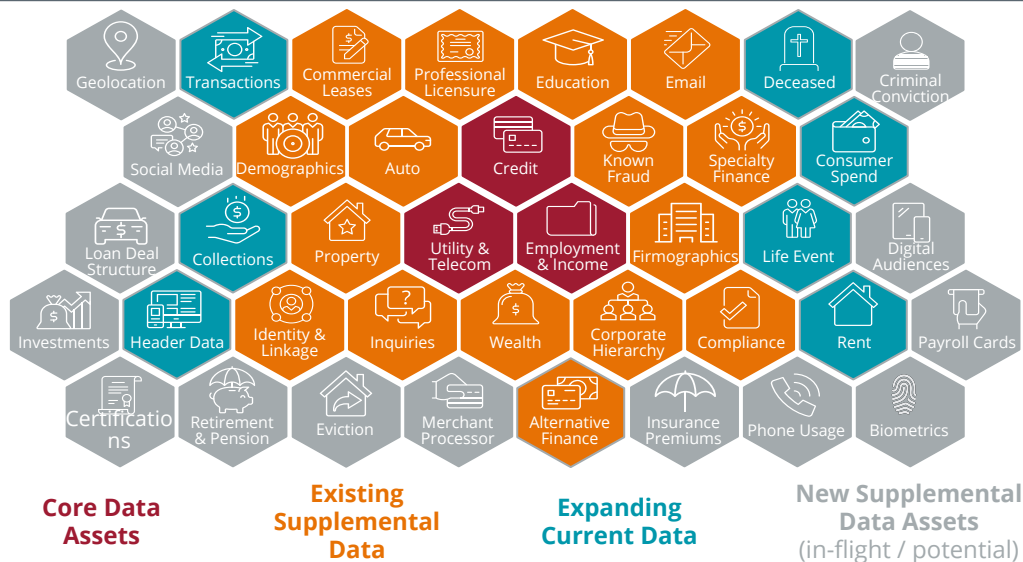 Geolocation
Transactions
Commercial
Leases
Professional
Licensure
Education
Email
Deceased
Criminal
Conviction
Social Media
Demographics
Auto
Credit
Known
Fraud
Specialty
Finance
Consumer
Spend
Loan Deal
Structure
Collections
Property
Utility &
Telecom
Employment
& Income
Firmographics
Life Event
Digital
Audiences
Investments
Header Data
Identity &
Linkage
Inquiries
Wealth
Corporate
Hierarchy
Compliance
Rent
Payroll Cards
Certificatio
ns
Retirement
& Pension
Eviction
Merchant
Processor
Alternative
Finance
Insurance
Premiums
Phone Usage
Biometrics
Core Data
Assets
Existing
Supplemental
Data
Expanding
Current Data
New Supplemental
Data Assets
(in-flight / potential)